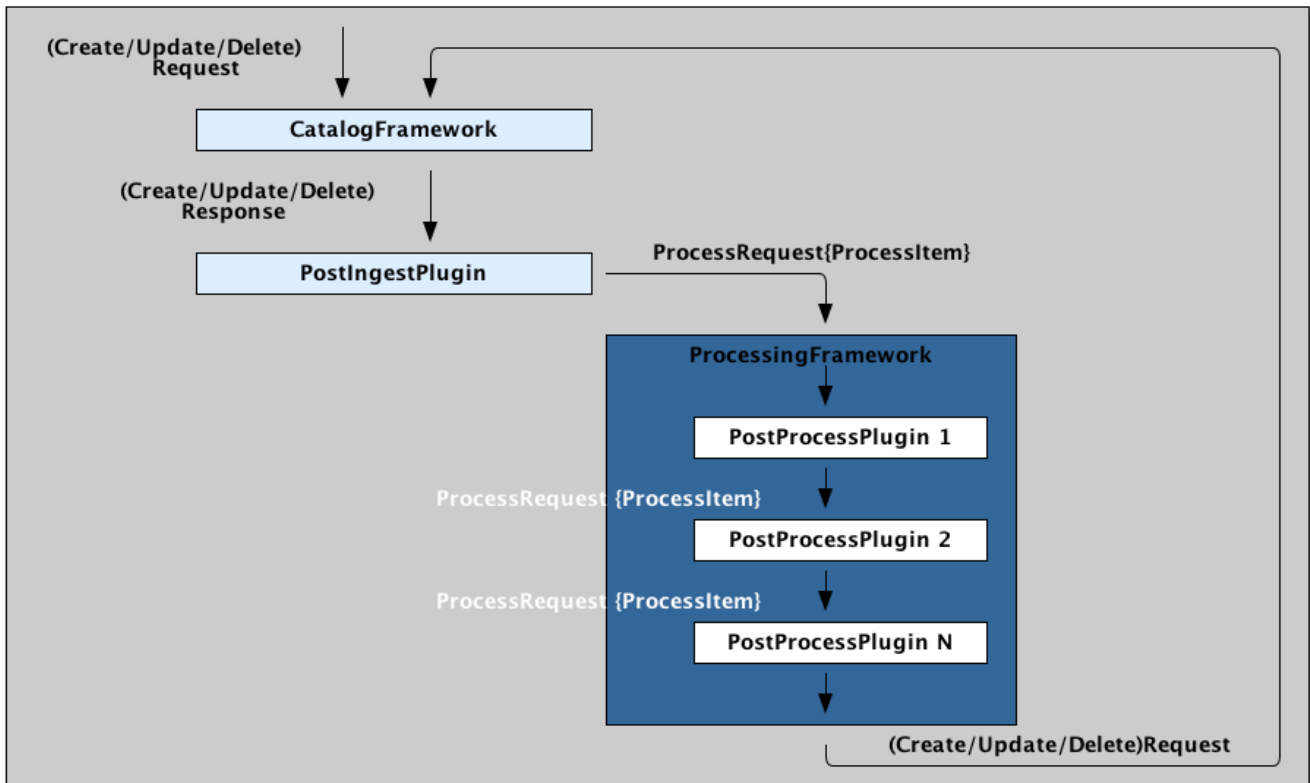 (Create/Update/Delete)
Request
CatalogFramework
(Create/Update/Delete)
Response
PostIngestPlugin
ProcessRequest{ProcessItem}
ProcessingFramework
PostProcessPlugin 1
ProcessRequest {ProcessItem}
PostProcessPlugin 2
ProcessRequest {ProcessItem}
PostProcessPlugin N
(Create/Update/Delete)Request